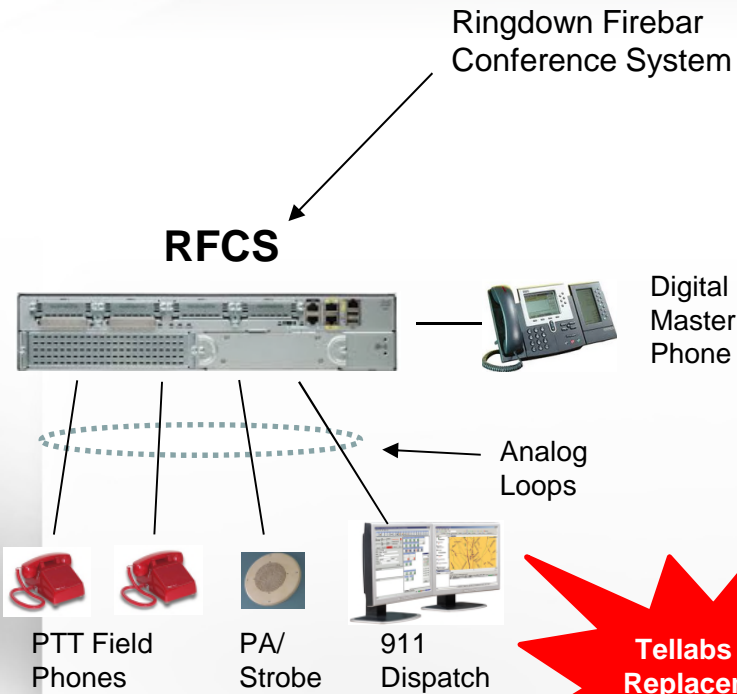 Ringdown Firebar
Conference System
RFCS
Digital
Master
Phone
Analog
Loops
PTT Field
Phones
PA/
Strobe
911
Dispatch
Tellabs